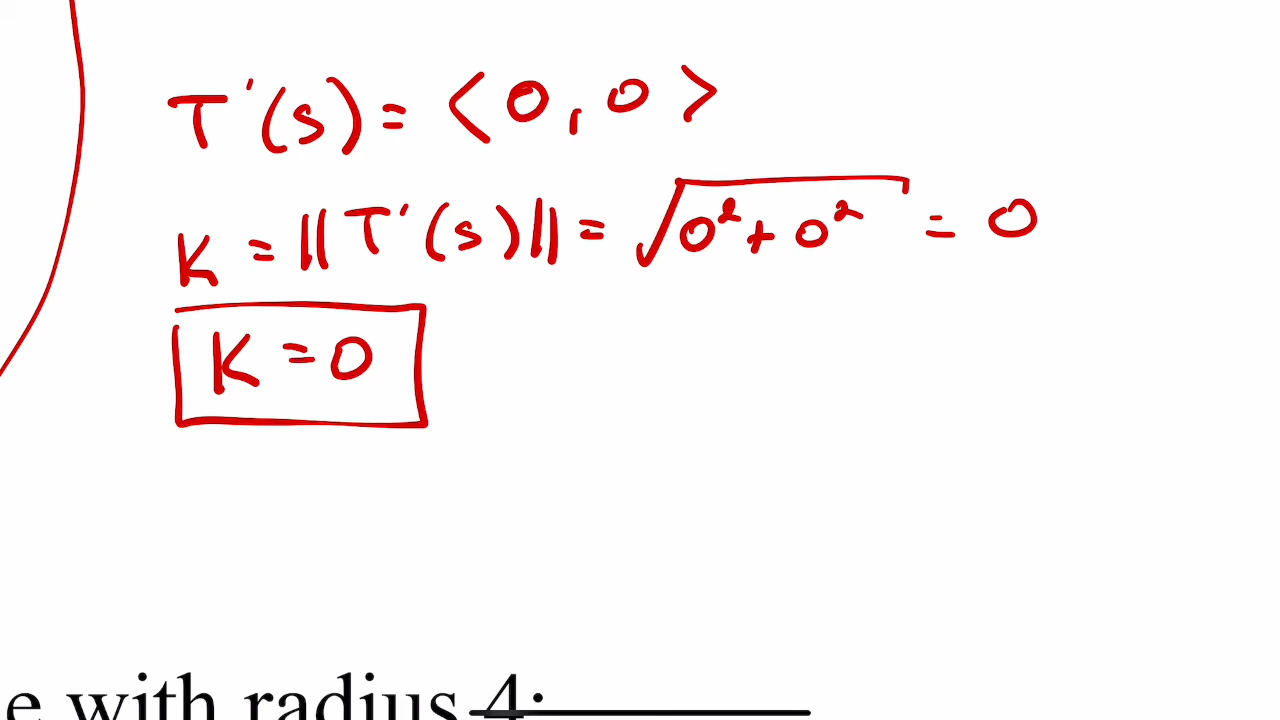 T'(s) = <0, 0>
K = ||T'(s)|| = √0²+0² = 0
K = 0
e with radius 4: